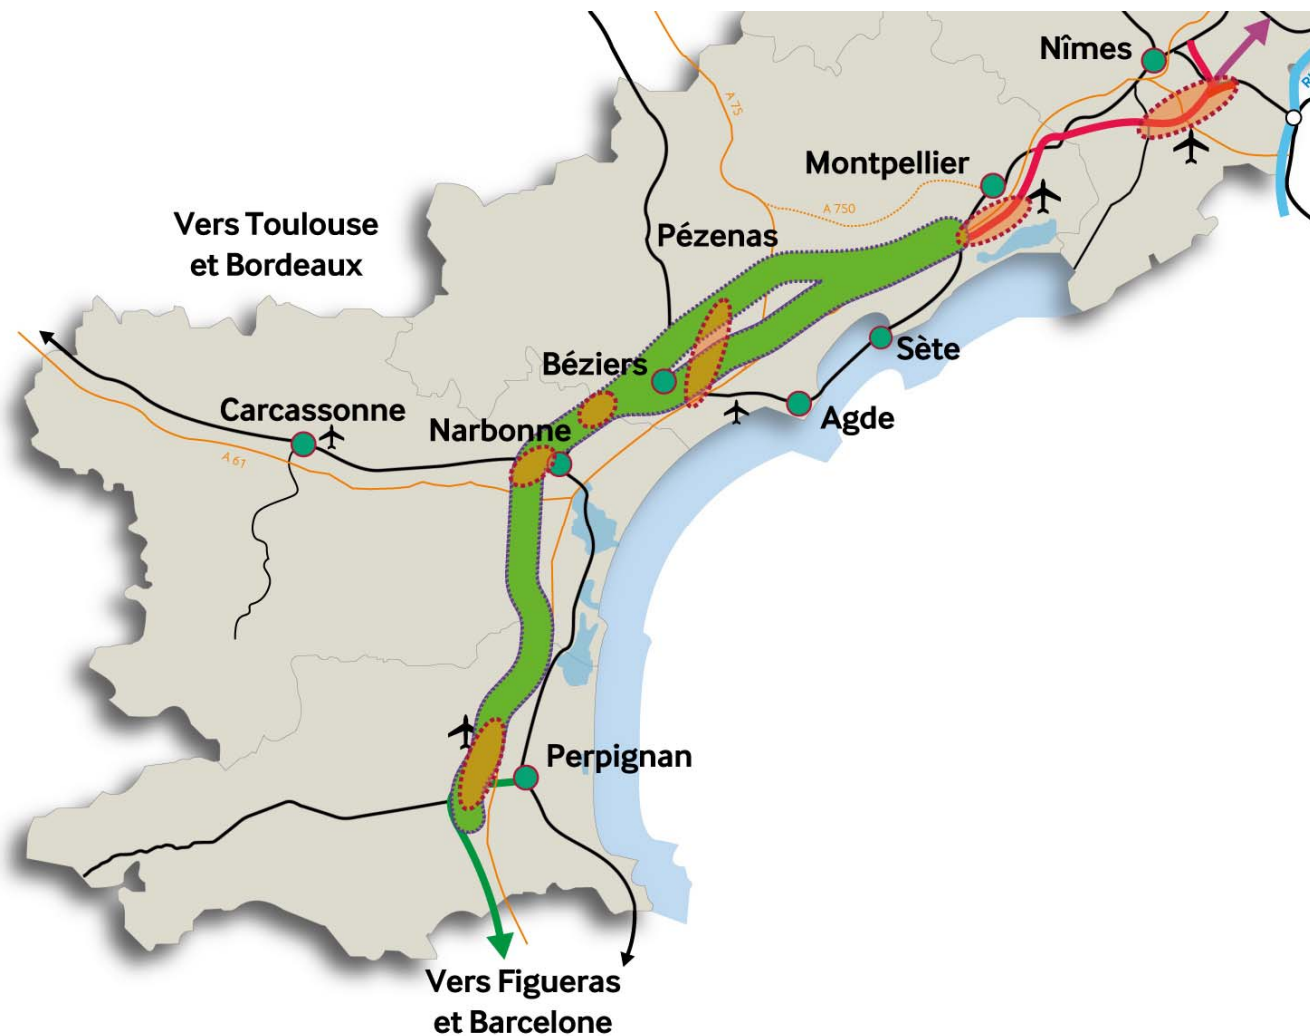 Nîmes
A 75
Montpellier
A 750
Vers Toulouse
et Bordeaux
Pézenas
Sète
Béziers
Agde
Carcassonne
Narbonne
A 61
Perpignan
Vers Figueras
et Barcelone